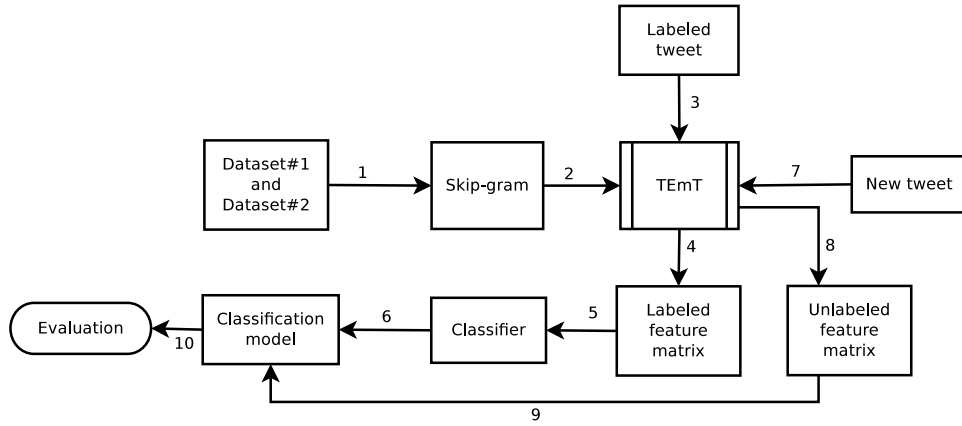 Labeled
tweet
3
Dataset#1
and
Dataset#2
1
Skip-gram
2
TEmT
7
New tweet
4
8
Evaluation
10
Classification
model
6
Classifier
5
Labeled
feature
matrix
Unlabeled
feature
matrix
9